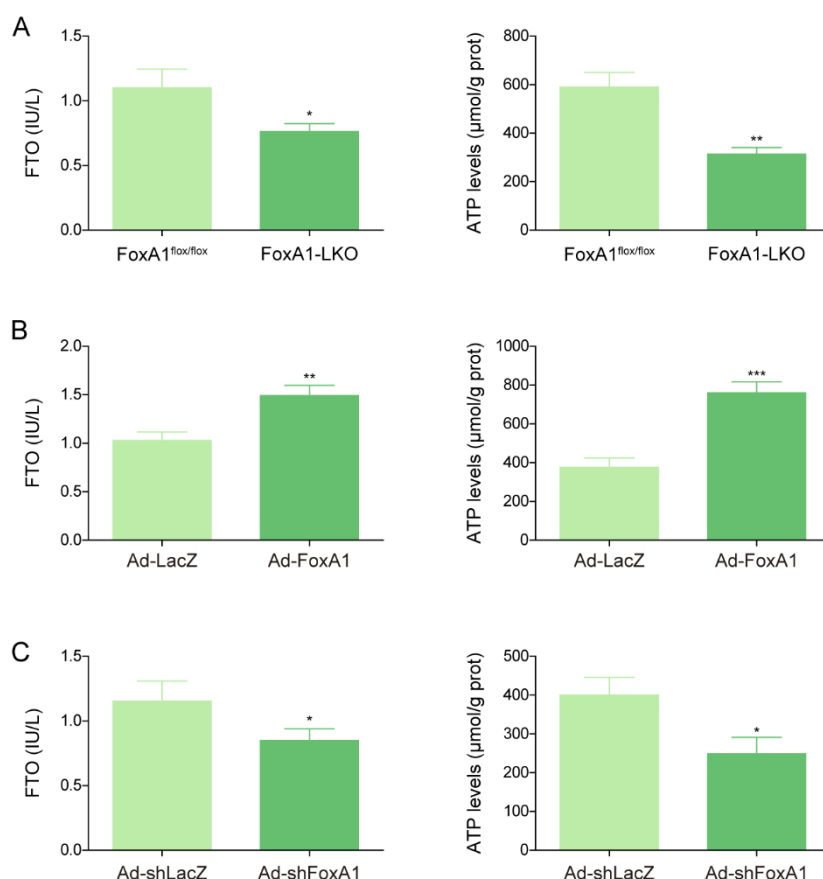 A
FTO (IU/L)
1.5
1.0
0.5
0.0
*
FoxA1flox/flox
FoxA1-LKO
ATP levels (μmol/g prot)
800
600
400
200
0
**
FoxA1flox/flox
FoxA1-LKO
B
FTO (IU/L)
2.0
1.5
1.0
0.5
0.0
**
Ad-LacZ
Ad-FoxA1
ATP levels (μmol/g prot)
1000
800
600
400
200
0
***
Ad-LacZ
Ad-FoxA1
C
FTO (IU/L)
1.5
1.0
0.5
0.0
*
Ad-shLacZ
Ad-shFoxA1
ATP levels (μmol/g prot)
500
400
300
200
100
0
*
Ad-shLacZ
Ad-shFoxA1